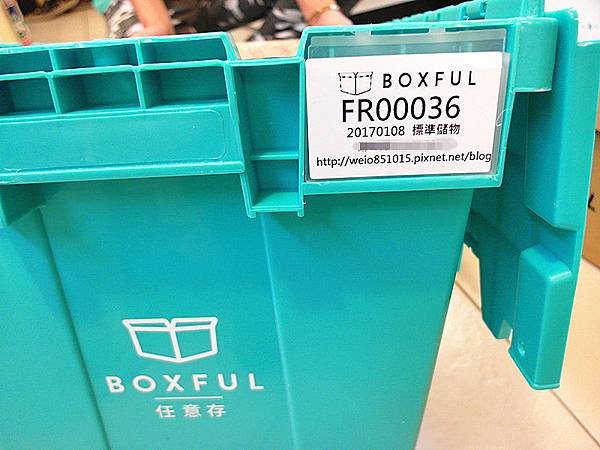 BOXFUL
FR00036
20170108 標準儲物
http://weio851015.pixnet.net/blog
BOXFUL
任意存